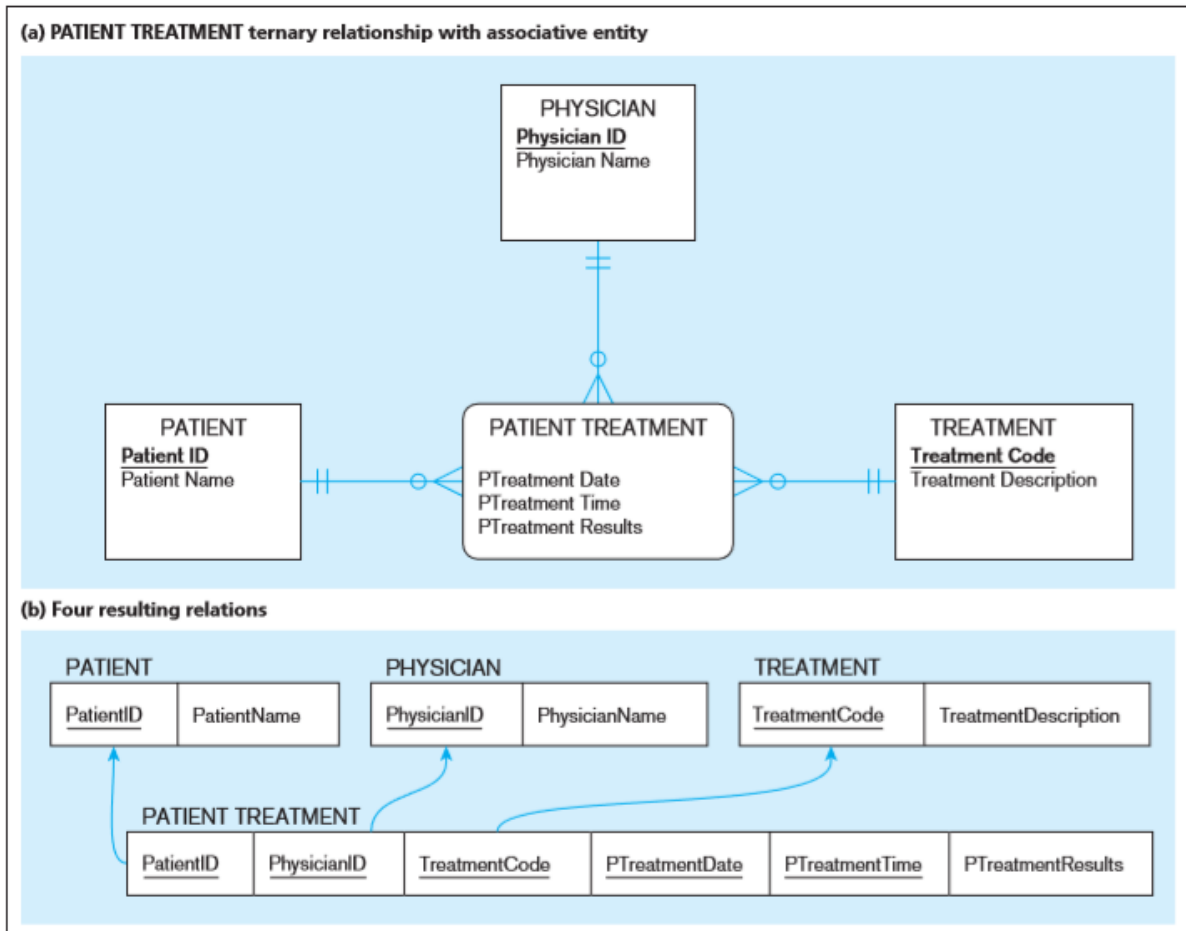 (a) PATIENT TREATMENT ternary relationship with associative entity
PHYSICIAN
Physician ID
Physician Name
PATIENT
Patient ID
Patient Name
PATIENT TREATMENT
PTreatment Date
PTreatment Time
PTreatment Results
TREATMENT
Treatment Code
Treatment Description
(b) Four resulting relations
PATIENT
PatientID
PatientName
PHYSICIAN
PhysicianID
PhysicianName
TREATMENT
TreatmentCode
TreatmentDescription
PATIENT TREATMENT
PatientID
PhysicianID
TreatmentCode
PTreatmentDate
PTreatmentTime
PTreatmentResults